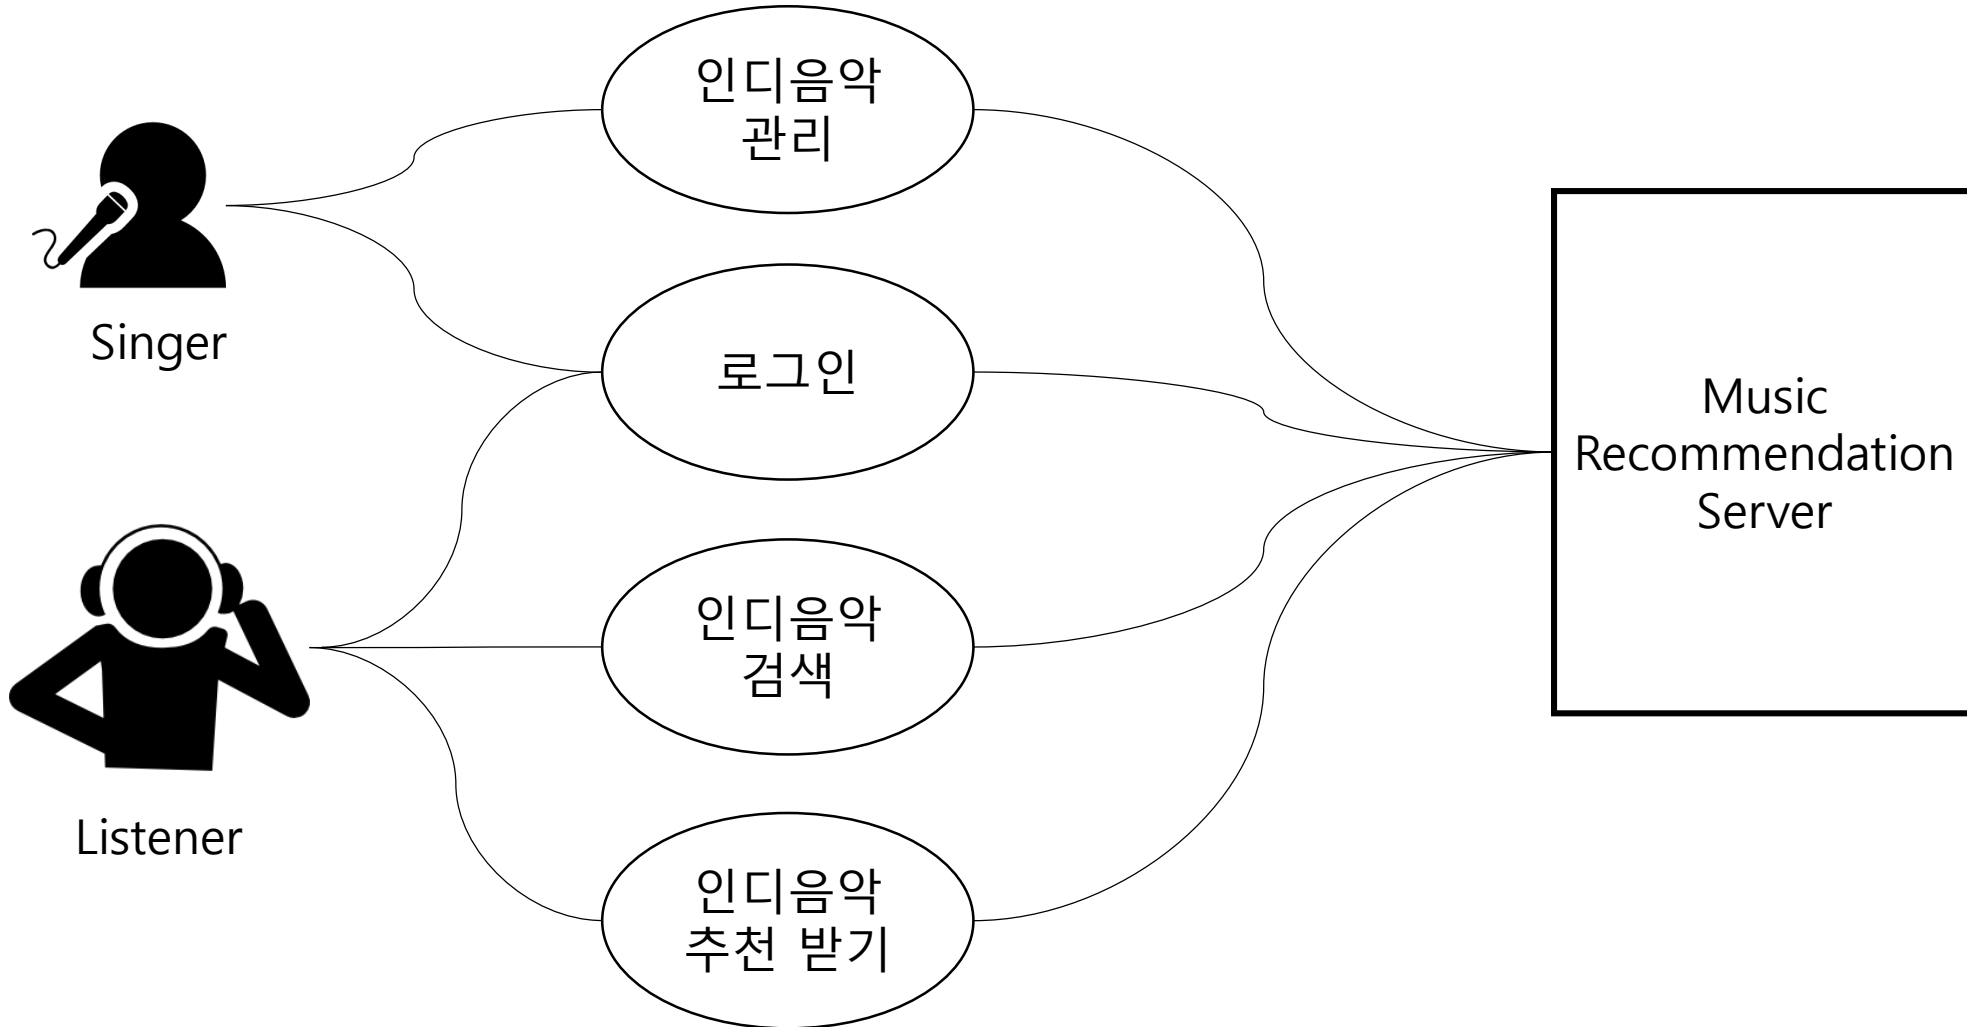 인디음악
관리
Singer
로그인
Music
Recommendation
Server
인디음악
검색
Listener
인디음악
추천 받기